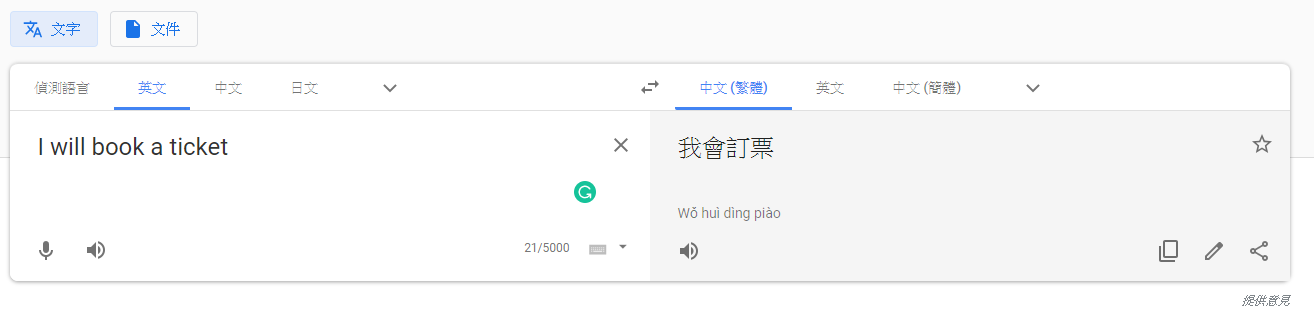 文字 文件
偵測語言 英文 中文 日文 中文 (繁體) 英文 中文 (簡體)
I will book a ticket
我會訂票
Wǒ huì dìng piào
21/5000
提供意見